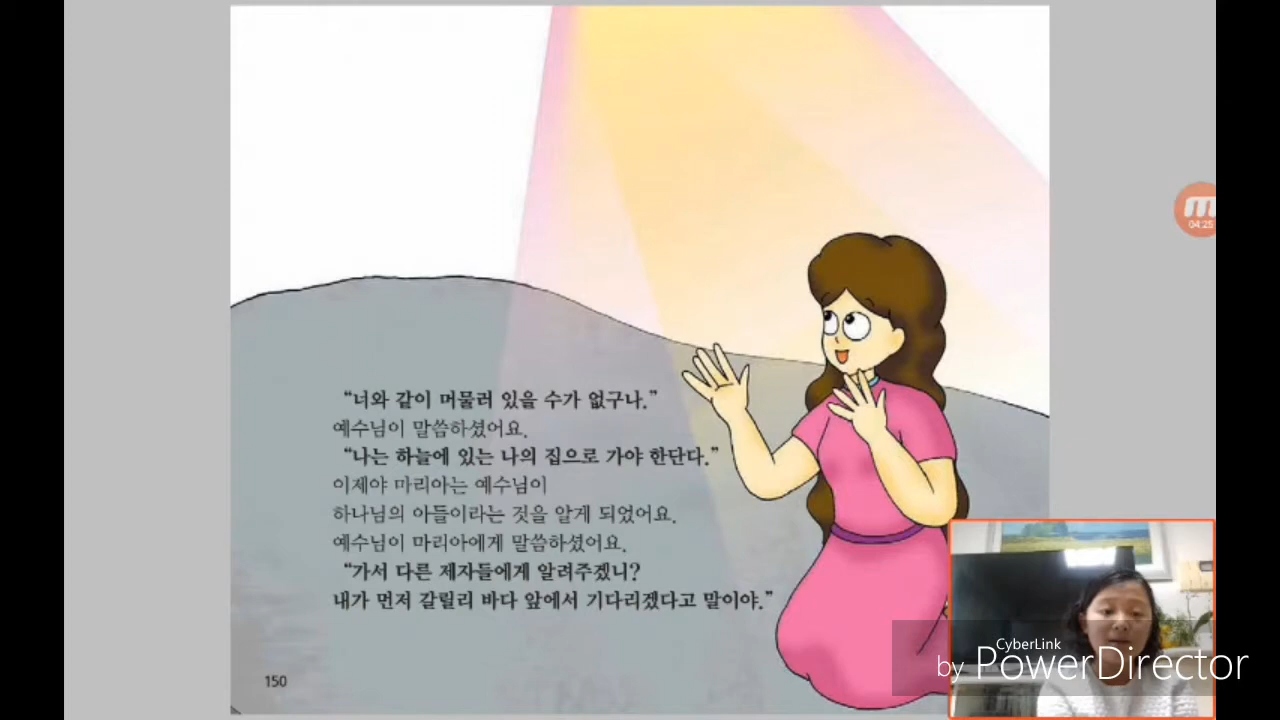 “너와 같이 머물러 있을 수가 없구나.”
예수님이 말씀하셨어요.
“나는 하늘에 있는 나의 집으로 가야 한단다.”
이제야 마리아는 예수님이
하나님의 아들이라는 것을 알게 되었어요.
예수님이 마리아에게 말씀하셨어요.
“가서 다른 제자들에게 알려주겠니?
내가 먼저 갈릴리 바다 앞에서 기다리겠다고 말이야.”
150
04:25
CyberLink
by PowerDirector